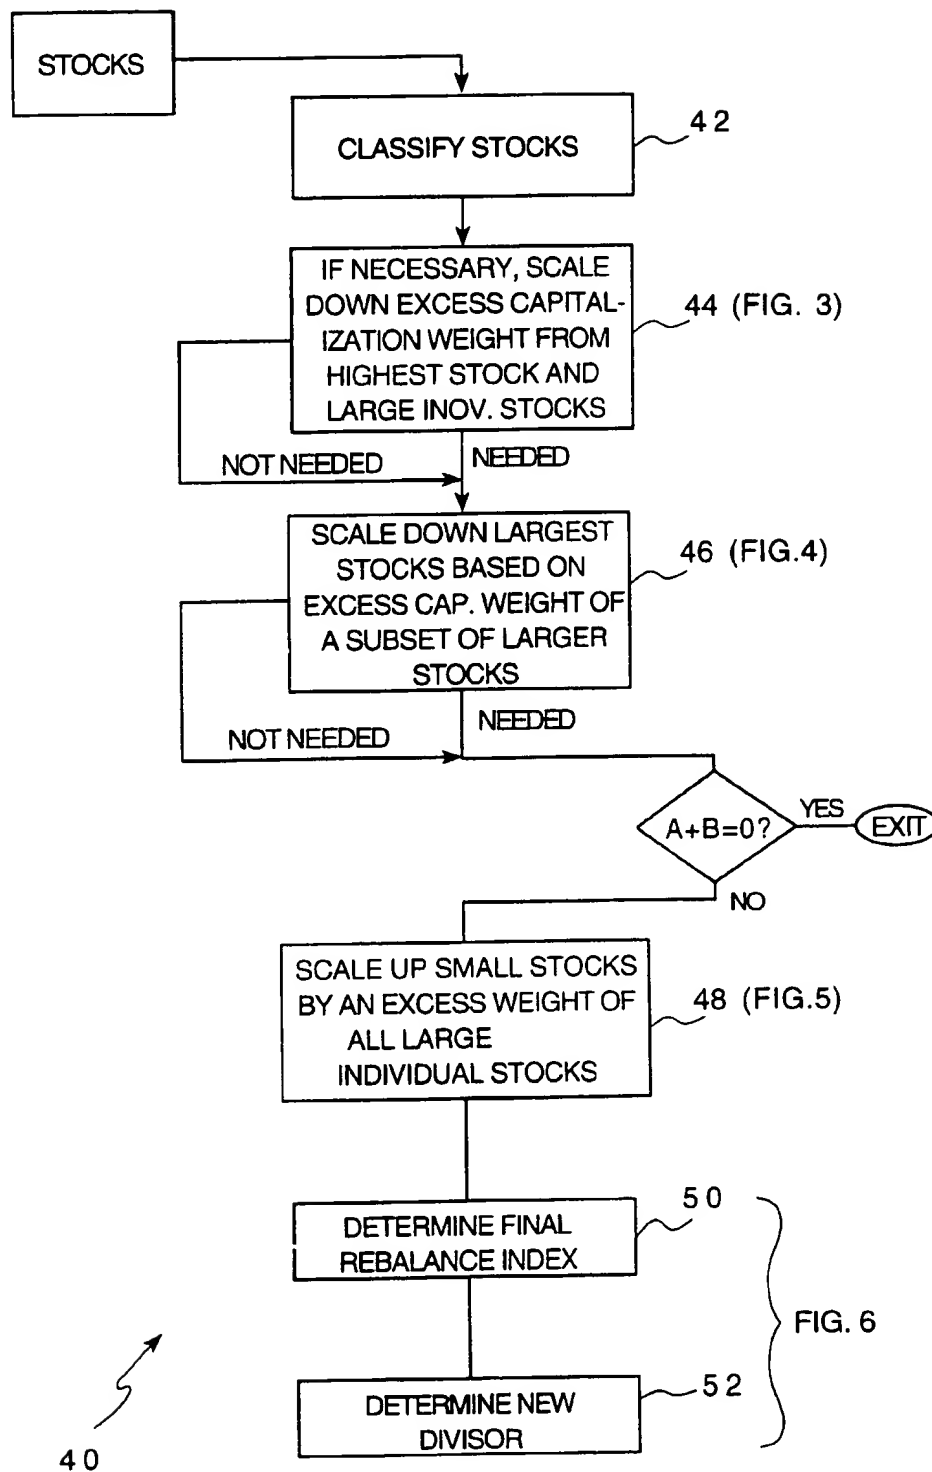 STOCKS
CLASSIFY STOCKS
42
IF NECESSARY, SCALE
DOWN EXCESS CAPITAL-
IZATION WEIGHT FROM
HIGHEST STOCK AND
LARGE INOV. STOCKS
44 (FIG. 3)
NOT NEEDED
NEEDED
SCALE DOWN LARGEST
STOCKS BASED ON
EXCESS CAP. WEIGHT OF
A SUBSET OF LARGER
STOCKS
46 (FIG.4)
NOT NEEDED
NEEDED
A+B=0?
YES
EXIT
NO
SCALE UP SMALL STOCKS
BY AN EXCESS WEIGHT OF
ALL LARGE
INDIVIDUAL STOCKS
48 (FIG.5)
DETERMINE FINAL
REBALANCE INDEX
50
FIG. 6
DETERMINE NEW
DIVISOR
52
40